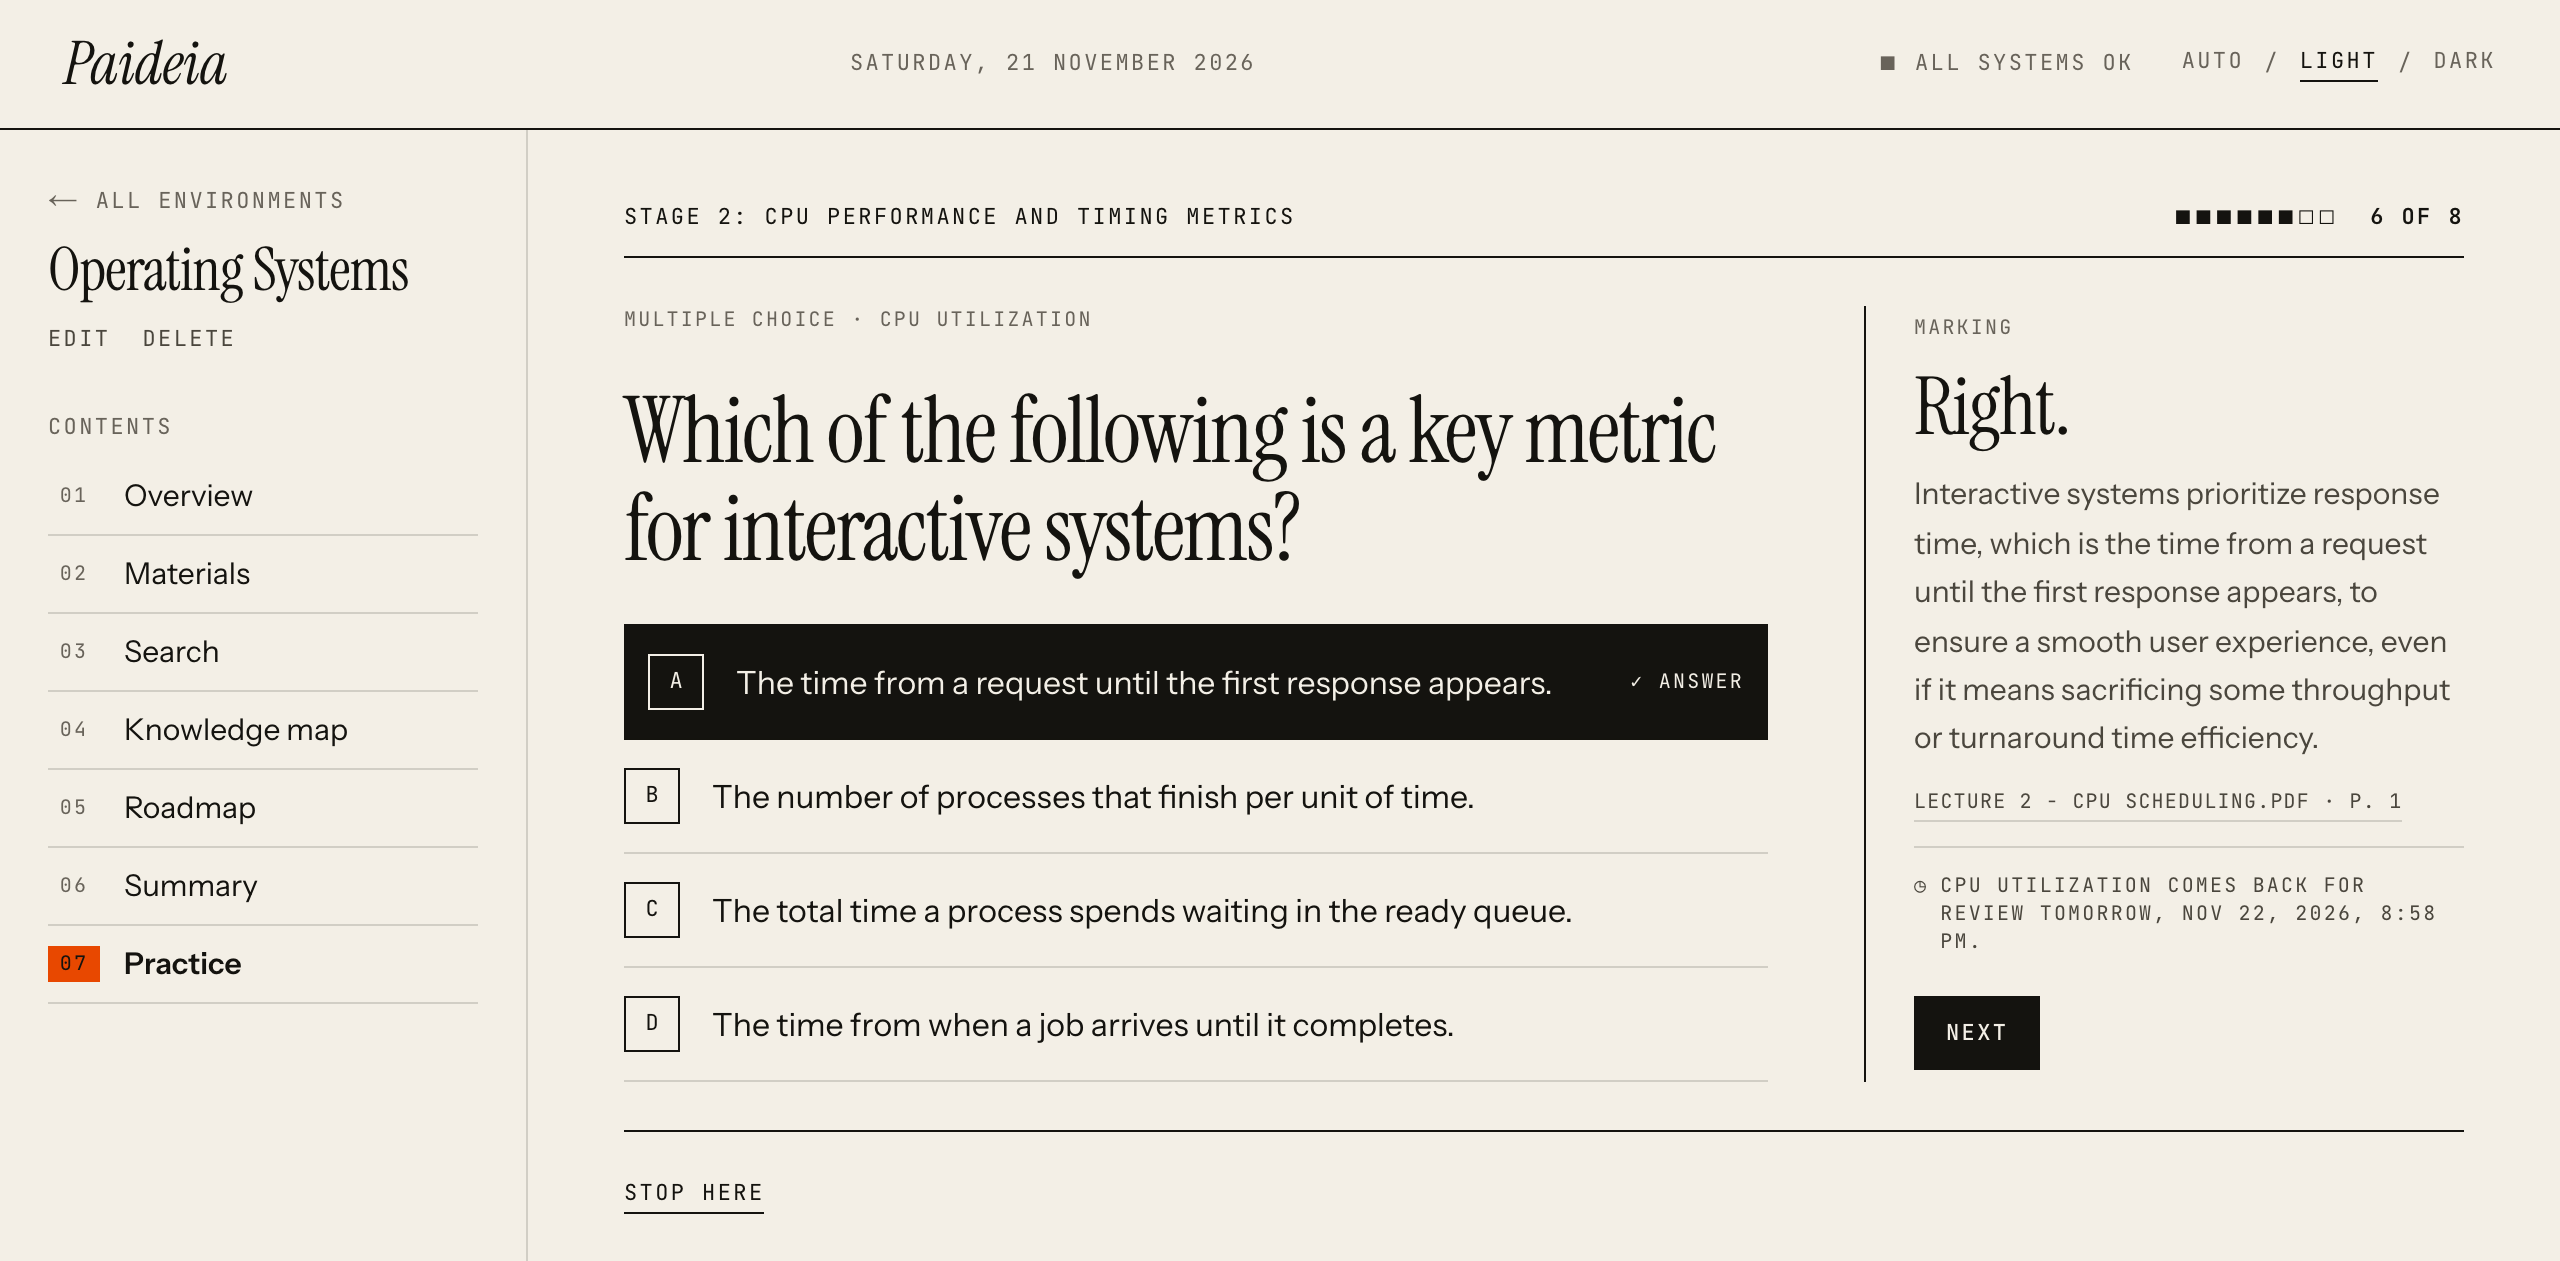 Paideia
SATURDAY, 21 NOVEMBER 2026
■ ALL SYSTEMS OK
AUTO / LIGHT / DARK
← ALL ENVIRONMENTS
Operating Systems
EDIT DELETE
CONTENTS
01 Overview
02 Materials
03 Search
04 Knowledge map
05 Roadmap
06 Summary
07 Practice
STAGE 2: CPU PERFORMANCE AND TIMING METRICS
■■■■■■□□ 6 OF 8
MULTIPLE CHOICE · CPU UTILIZATION
Which of the following is a key metric
for interactive systems?
A The time from a request until the first response appears. ✓ ANSWER
B The number of processes that finish per unit of time.
C The total time a process spends waiting in the ready queue.
D The time from when a job arrives until it completes.
MARKING
Right.
Interactive systems prioritize response
time, which is the time from a request
until the first response appears, to
ensure a smooth user experience, even
if it means sacrificing some throughput
or turnaround time efficiency.
LECTURE 2 - CPU SCHEDULING.PDF · P. 1
◷ CPU UTILIZATION COMES BACK FOR
REVIEW TOMORROW, NOV 22, 2026, 8:58
PM.
NEXT
STOP HERE